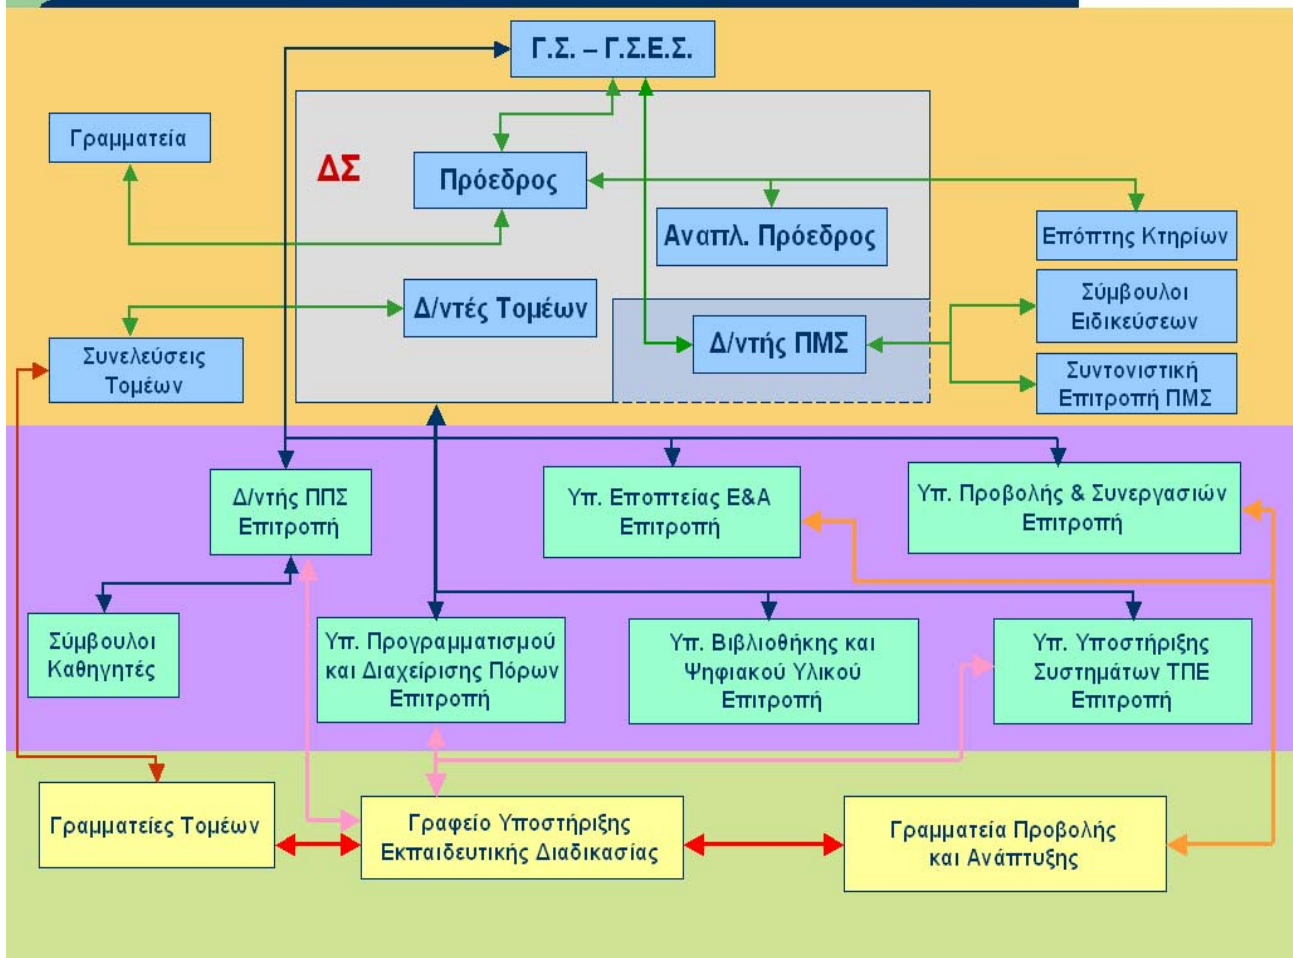 Γ.Σ. – Γ.Σ.Ε.Σ.
Γραμματεία
ΔΣ
Πρόεδρος
Αναπλ. Πρόεδρος
Επόπτης Κτηρίων
Δ/ντές Τομέων
Σύμβουλοι
Ειδικεύσεων
Δ/ντής ΠΜΣ
Συνελεύσεις
Τομέων
Συντονιστική
Επιτροπή ΠΜΣ
Δ/ντής ΠΠΣ
Επιτροπή
Υπ. Εποπτείας Ε&Α
Επιτροπή
Υπ. Προβολής & Συνεργασιών
Επιτροπή
Σύμβουλοι
Καθηγητές
Υπ. Προγραμματισμού
και Διαχείρισης Πόρων
Επιτροπή
Υπ. Βιβλιοθήκης και
Ψηφιακού Υλικού
Επιτροπή
Υπ. Υποστήριξης
Συστημάτων ΤΠΕ
Επιτροπή
Γραμματείες Τομέων
Γραφείο Υποστήριξης
Εκπαιδευτικής Διαδικασίας
Γραμματεία Προβολής
και Ανάπτυξης